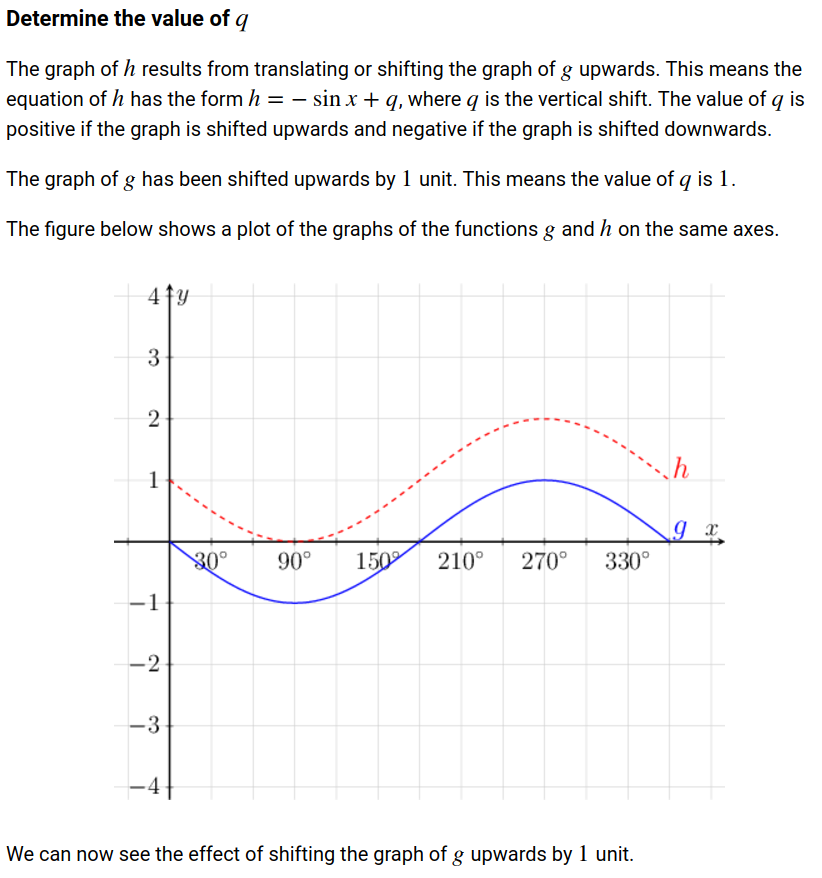 Determine the value of q
The graph of h results from translating or shifting the graph of g upwards. This means the
equation of h has the form h = − sin x + q, where q is the vertical shift. The value of q is
positive if the graph is shifted upwards and negative if the graph is shifted downwards.
The graph of g has been shifted upwards by 1 unit. This means the value of q is 1.
The figure below shows a plot of the graphs of the functions g and h on the same axes.
4 y
3
2
1
h
g x
30° 90° 150° 210° 270° 330°
−1
−2
−3
−4
We can now see the effect of shifting the graph of g upwards by 1 unit.